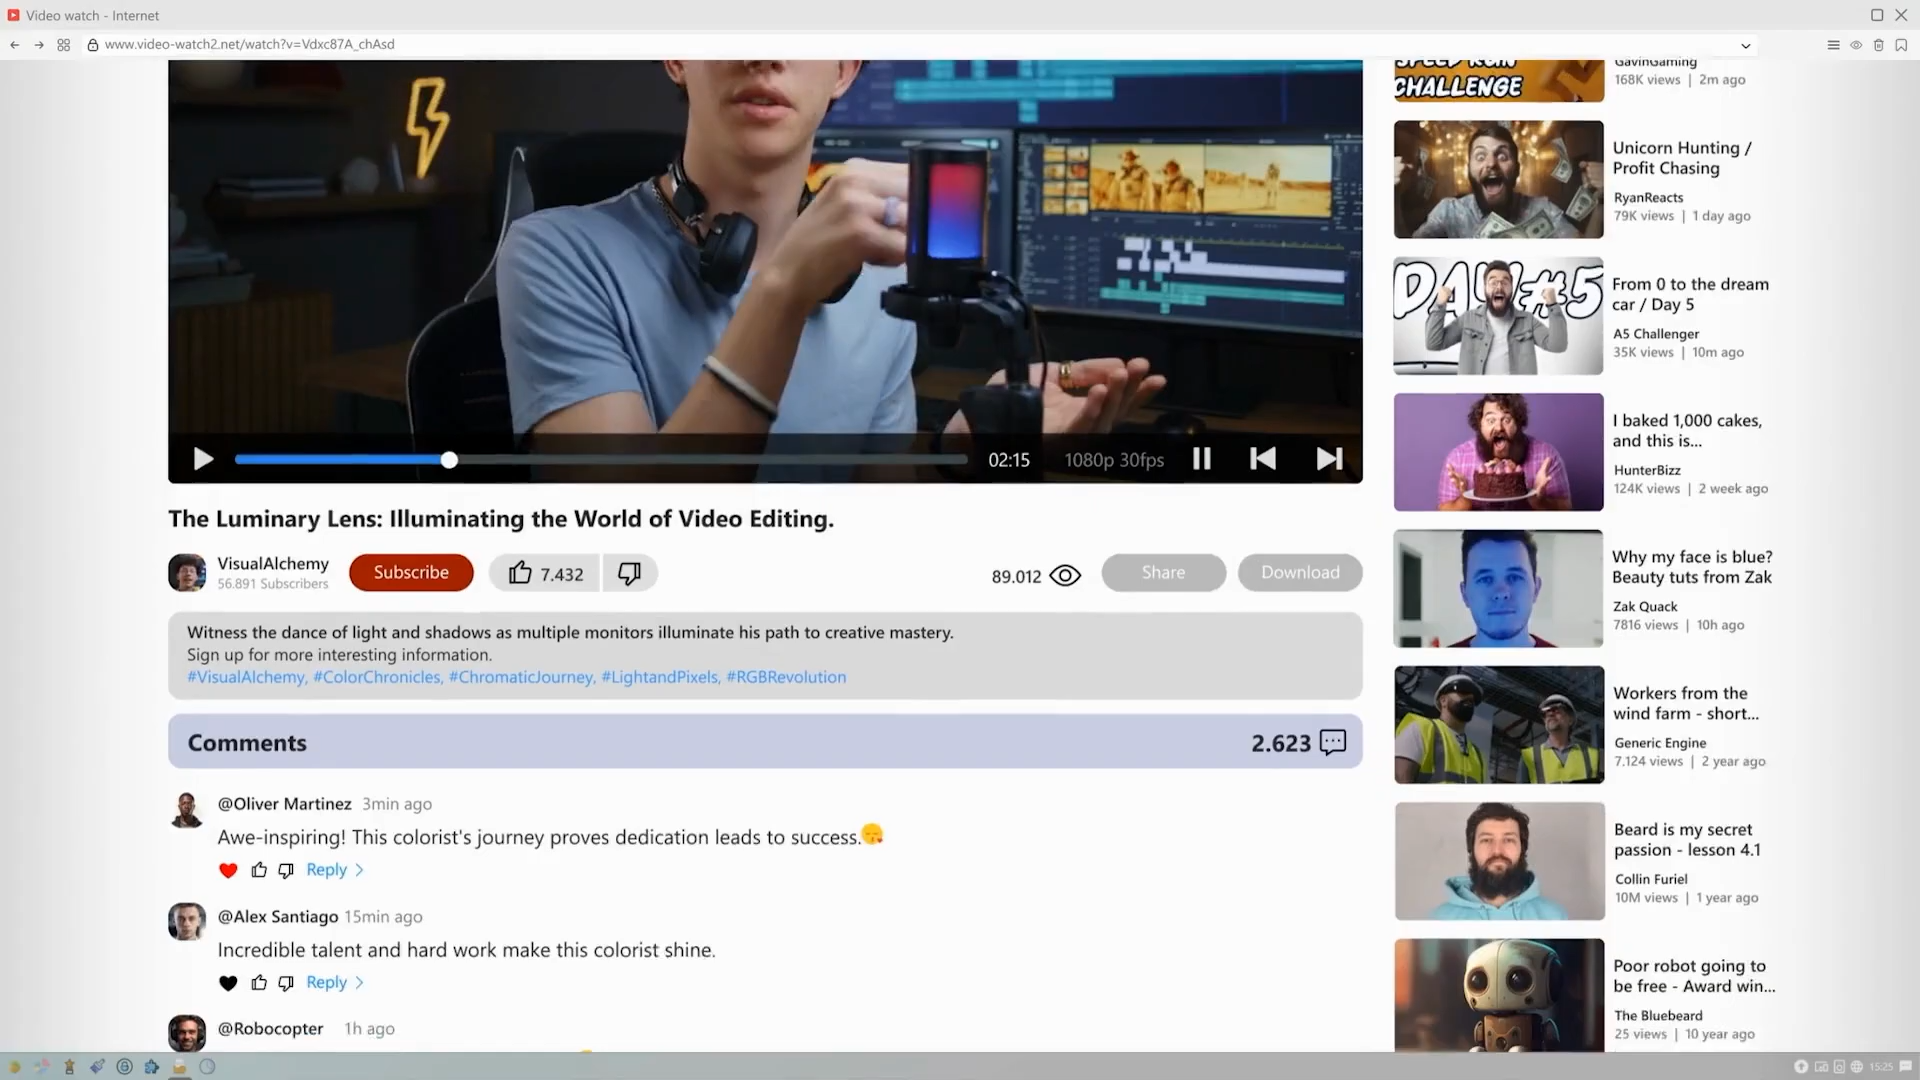 Video watch - Internet
www.video-watch2.net/watch?v=Vdxc87A_chAsd
02:15
1080p 30fps
The Luminary Lens: Illuminating the World of Video Editing.
VisualAlchemy
56.891 Subscribers
Subscribe
7.432
89.012
Share
Download
Witness the dance of light and shadows as multiple monitors illuminate his path to creative mastery.
Sign up for more interesting information.
#VisualAlchemy, #ColorChronicles, #ChromaticJourney, #LightandPixels, #RGBRevolution
Comments
2.623
@Oliver Martinez 3min ago
Awe-inspiring! This colorist's journey proves dedication leads to success.
Reply >
@Alex Santiago 15min ago
Incredible talent and hard work make this colorist shine.
Reply >
@Robocopter 1h ago
SPEED RUN
CHALLENGE
GavinGaming
168K views | 2m ago
Unicorn Hunting /
Profit Chasing
RyanReacts
79K views | 1 day ago
DAY #5
From 0 to the dream
car / Day 5
A5 Challenger
35K views | 10m ago
I baked 1,000 cakes,
and this is...
HunterBizz
124K views | 2 week ago
Why my face is blue?
Beauty tuts from Zak
Zak Quack
7816 views | 10h ago
Workers from the
wind farm - short...
Generic Engine
7.124 views | 2 year ago
Beard is my secret
passion - lesson 4.1
Collin Furiel
10M views | 1 year ago
Poor robot going to
be free - Award win...
The Bluebeard
25 views | 10 year ago
15:25